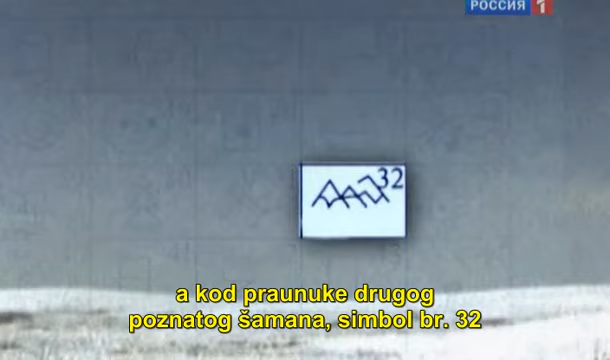 РОССИЯ 1
32
a kod praunuke drugog
poznatog šamana, simbol br. 32